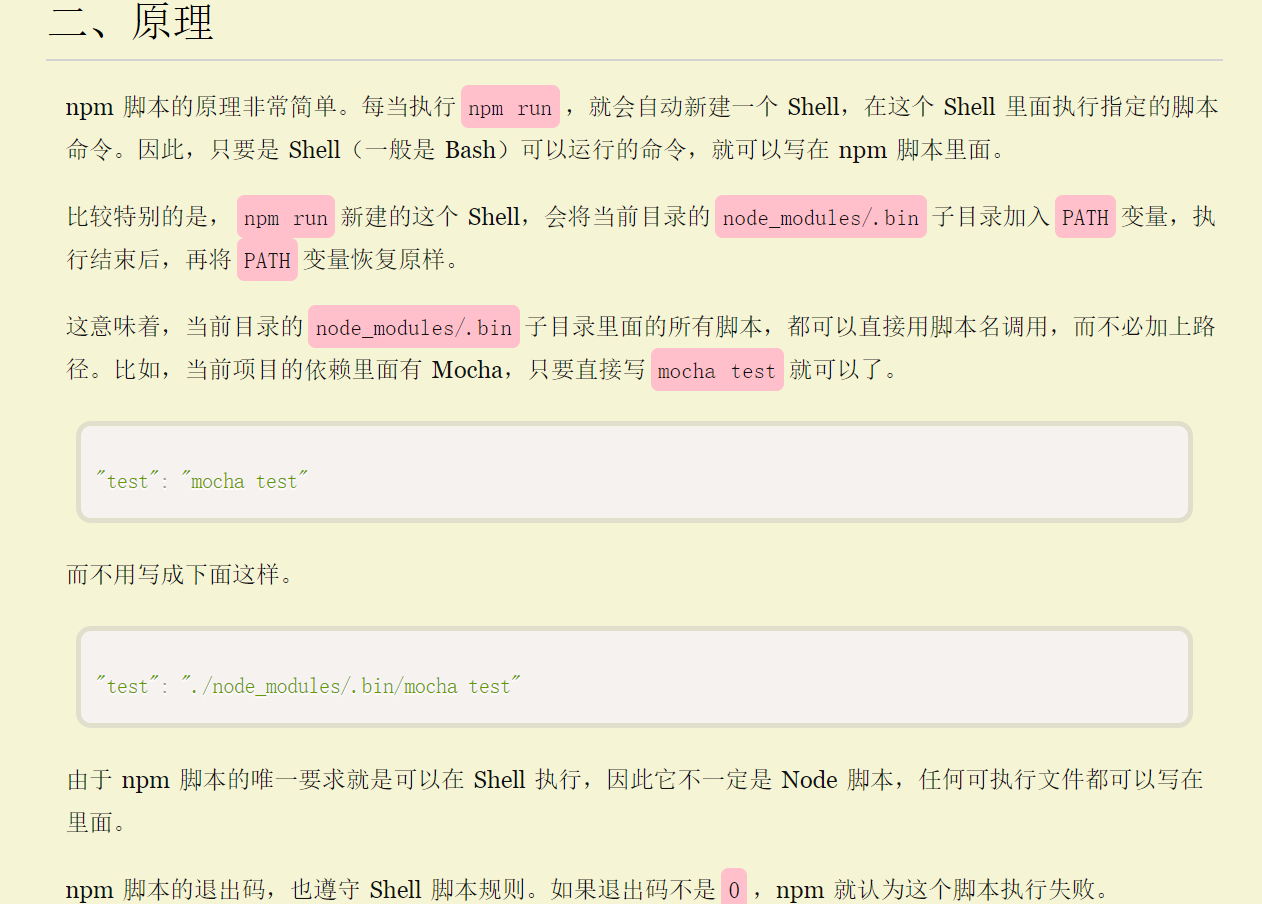 二、原理
npm 脚本的原理非常简单。每当执行 npm run ，就会自动新建一个 Shell，在这个 Shell 里面执行指定的脚本
命令。因此，只要是 Shell（一般是 Bash）可以运行的命令，就可以写在 npm 脚本里面。
比较特别的是， npm run 新建的这个 Shell，会将当前目录的 node_modules/.bin 子目录加入 PATH 变量，执
行结束后，再将 PATH 变量恢复原样。
这意味着，当前目录的 node_modules/.bin 子目录里面的所有脚本，都可以直接用脚本名调用，而不必加上路
径。比如，当前项目的依赖里面有 Mocha，只要直接写 mocha test 就可以了。
"test": "mocha test"
而不用写成下面这样。
"test": "./node_modules/.bin/mocha test"
由于 npm 脚本的唯一要求就是可以在 Shell 执行，因此它不一定是 Node 脚本，任何可执行文件都可以写在
里面。
npm 脚本的退出码，也遵守 Shell 脚本规则。如果退出码不是 0 ，npm 就认为这个脚本执行失败。